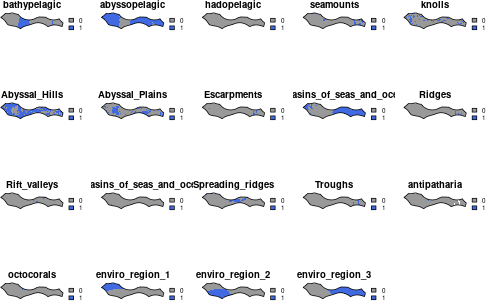 bathypelagic abyssopelagic hadopelagic seamounts knolls
0 0 0 0 0
1 1 1 1 1
Abyssal_Hills Abyssal_Plains Escarpments asins_of_seas_and_oce Ridges
0 0 0 0 0
1 1 1 1 1
Rift_valleys asins_of_seas_and_oce Spreading_ridges Troughs antipatharia
0 0 0 0 0
1 1 1 1 1
octocorals enviro_region_1 enviro_region_2 enviro_region_3
0 0 0 0
1 1 1 1